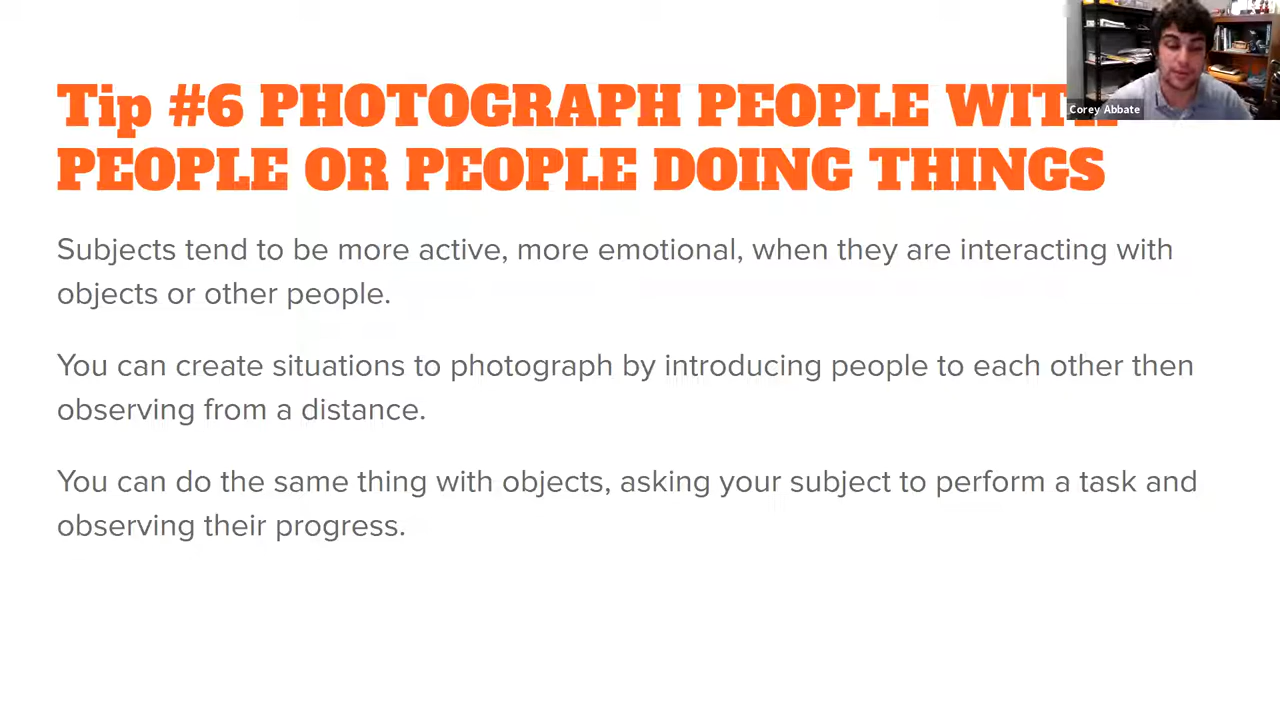 Tip #6 PHOTOGRAPH PEOPLE WITH
PEOPLE OR PEOPLE DOING THINGS
Subjects tend to be more active, more emotional, when they are interacting with
objects or other people.
You can create situations to photograph by introducing people to each other then
observing from a distance.
You can do the same thing with objects, asking your subject to perform a task and
observing their progress.
Corey Abbate